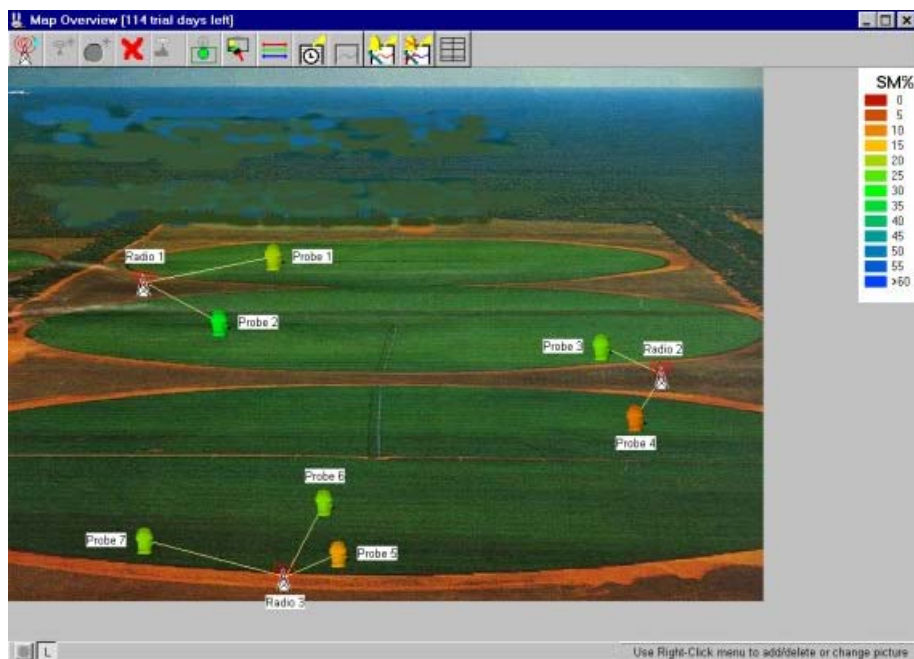 Map Overview [114 trial days left]
SM%
0
5
10
15
20
25
30
35
40
45
50
55
>60
Radio 1
Probe 1
Probe 2
Probe 3
Radio 2
Probe 4
Probe 6
Probe 7
Probe 5
Radio 3
L
Use Right-Click menu to add/delete or change picture